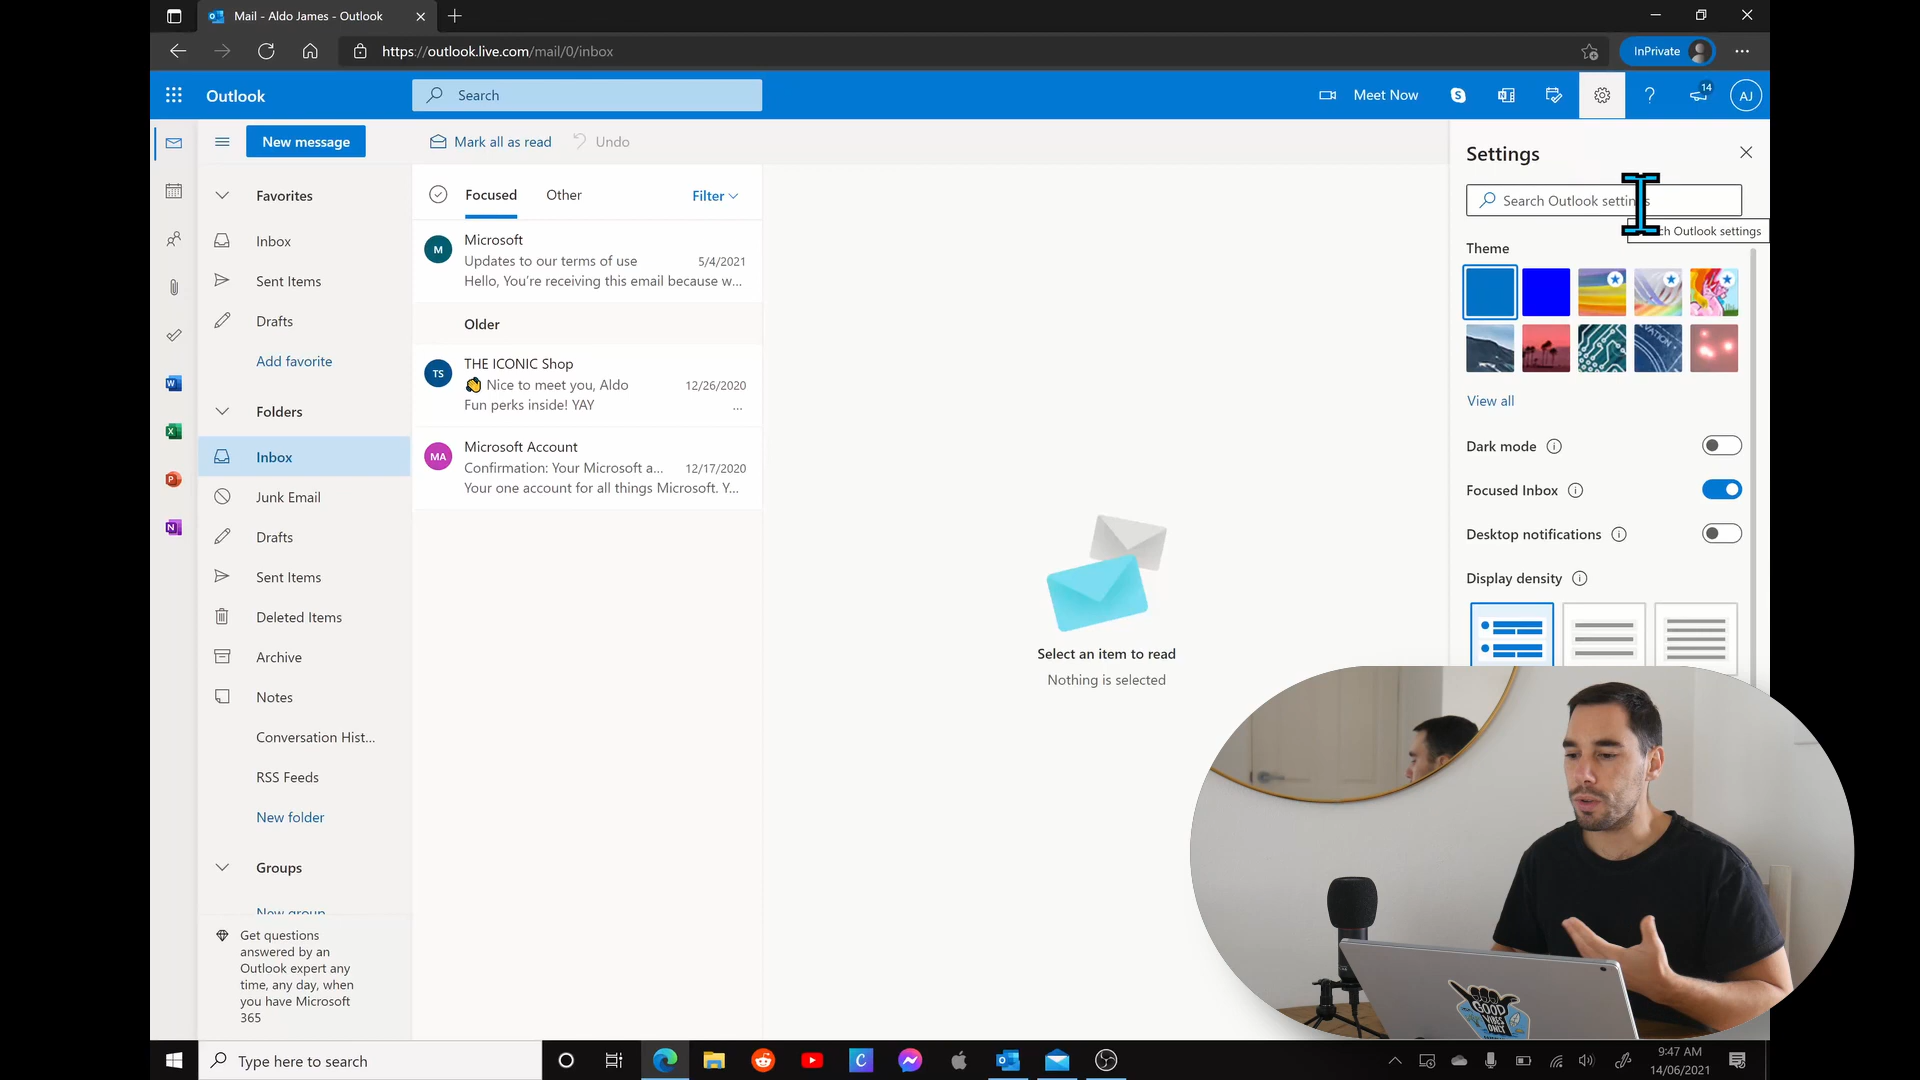 Mail - Aldo James - Outlook
https://outlook.live.com/mail/0/inbox
InPrivate
Outlook
Search
Meet Now
14
AJ
New message
Mark all as read
Undo
Favorites
Inbox
Sent Items
Drafts
Add favorite
Folders
Inbox
Junk Email
Drafts
Sent Items
Deleted Items
Archive
Notes
Conversation Hist...
RSS Feeds
New folder
Groups
New group
Get questions
answered by an
Outlook expert any
time, any day, when
you have Microsoft
365
Focused
Other
Filter
M
Microsoft
Updates to our terms of use
5/4/2021
Hello, You're receiving this email because w...
Older
TS
THE ICONIC Shop
👏 Nice to meet you, Aldo
12/26/2020
Fun perks inside! YAY
...
MA
Microsoft Account
Confirmation: Your Microsoft a...
12/17/2020
Your one account for all things Microsoft. Y...
Select an item to read
Nothing is selected
Settings
Search Outlook settings
Outlook settings
Theme
View all
Dark mode
Focused Inbox
Desktop notifications
Display density
GOOD
VIBES
ONLY
Type here to search
9:47 AM
14/06/2021